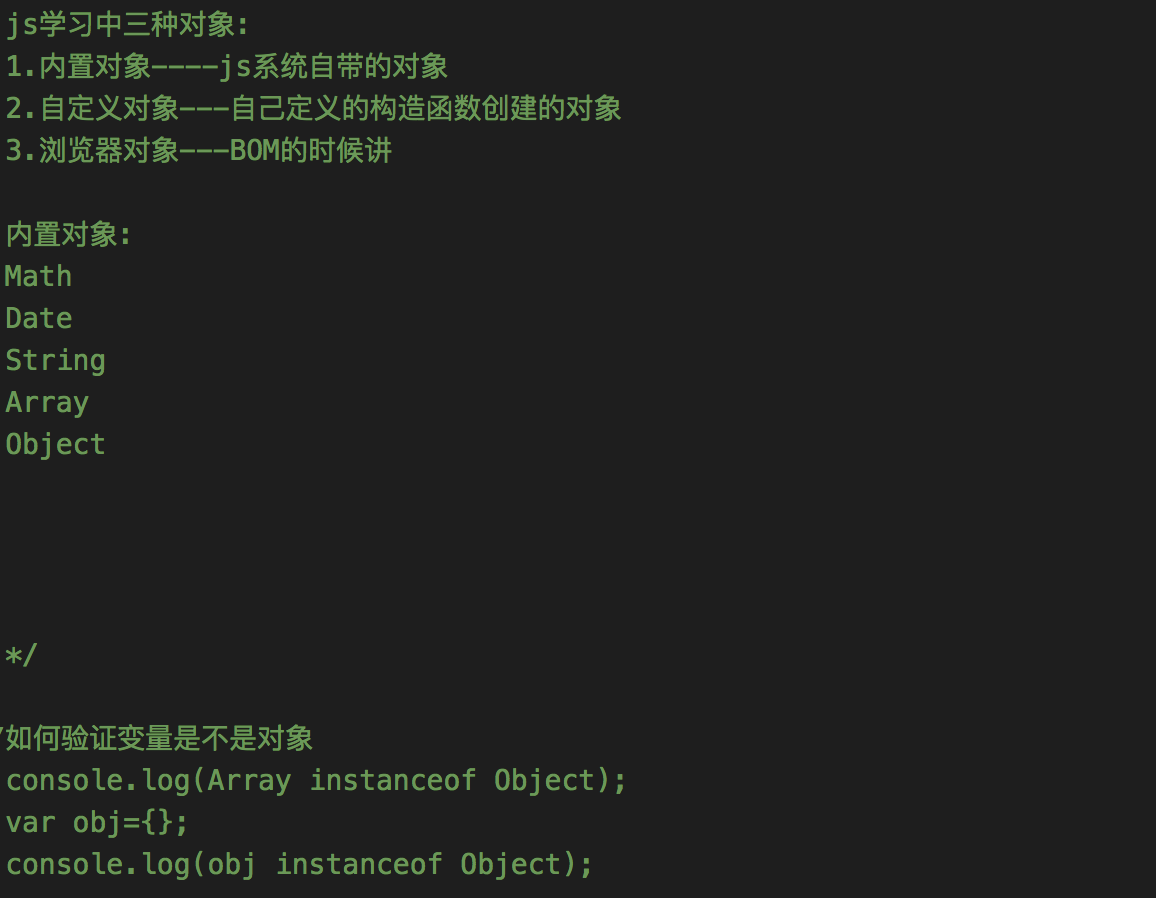 js学习中三种对象:
1.内置对象----js系统自带的对象
2.自定义对象---自己定义的构造函数创建的对象
3.浏览器对象---BOM的时候讲
内置对象:
Math
Date
String
Array
Object
*/
/如何验证变量是不是对象
console.log(Array instanceof Object);
var obj={};
console.log(obj instanceof Object);